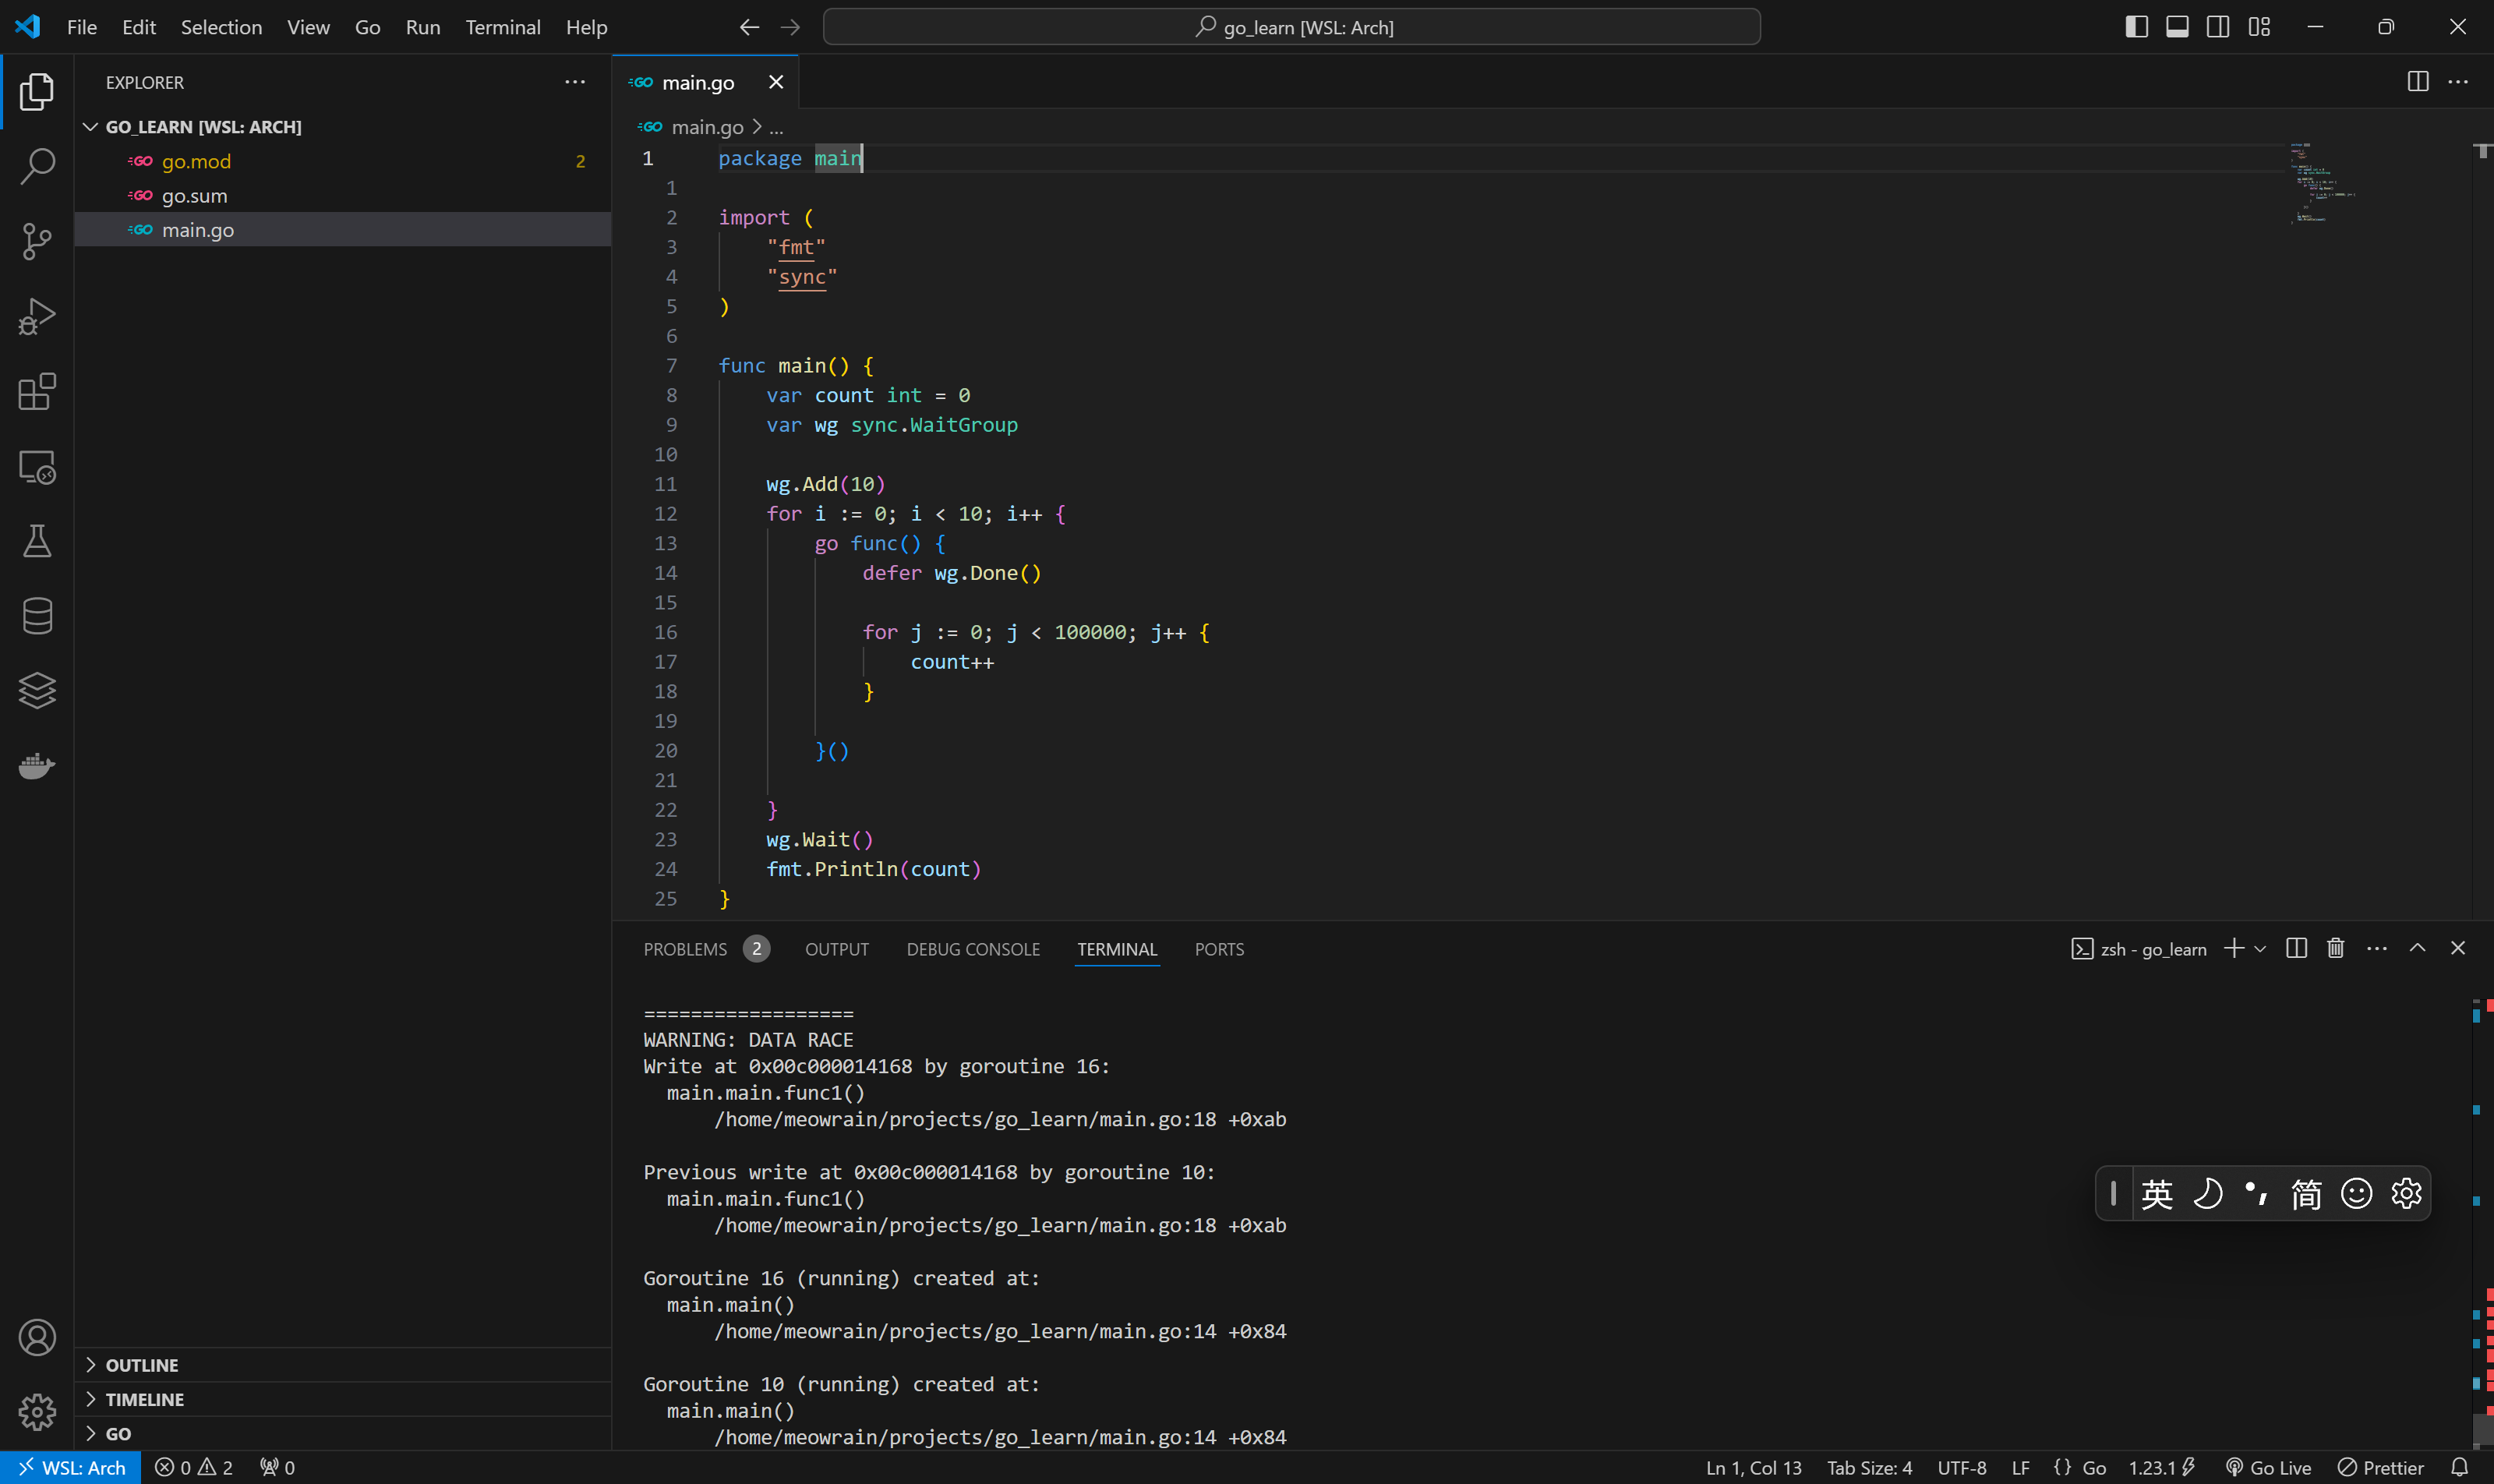 File Edit Selection View Go Run Terminal Help
go_learn [WSL: Arch]
EXPLORER
GO_LEARN [WSL: ARCH]
go.mod 2
go.sum
main.go
OUTLINE
TIMELINE
GO
main.go
main.go > ...
1 package main
1
2 import (
3 "fmt"
4 "sync"
5 )
6
7 func main() {
8 var count int = 0
9 var wg sync.WaitGroup
10
11 wg.Add(10)
12 for i := 0; i < 10; i++ {
13 go func() {
14 defer wg.Done()
15
16 for j := 0; j < 100000; j++ {
17 count++
18 }
19
20 }()
21
22 }
23 wg.Wait()
24 fmt.Println(count)
25 }
PROBLEMS 2 OUTPUT DEBUG CONSOLE TERMINAL PORTS
zsh - go_learn
==================
WARNING: DATA RACE
Write at 0x00c000014168 by goroutine 16:
main.main.func1()
/home/meowrain/projects/go_learn/main.go:18 +0xab
Previous write at 0x00c000014168 by goroutine 10:
main.main.func1()
/home/meowrain/projects/go_learn/main.go:18 +0xab
Goroutine 16 (running) created at:
main.main()
/home/meowrain/projects/go_learn/main.go:14 +0x84
Goroutine 10 (running) created at:
main.main()
/home/meowrain/projects/go_learn/main.go:14 +0x84
英 简
WSL: Arch 0 2 0
Ln 1, Col 13 Tab Size: 4 UTF-8 LF {} Go 1.23.1 Go Live Prettier